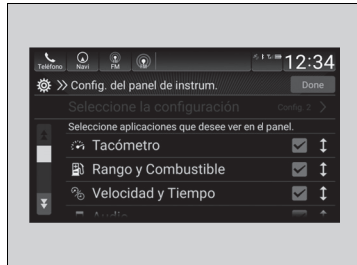 Teléfono
Navi
FM
12:34
Config. del panel de instrum.
Done
Seleccione la configuración
Config. 2
Seleccione aplicaciones que desee ver en el panel.
Tacómetro
Rango y Combustible
Velocidad y Tiempo
Audio